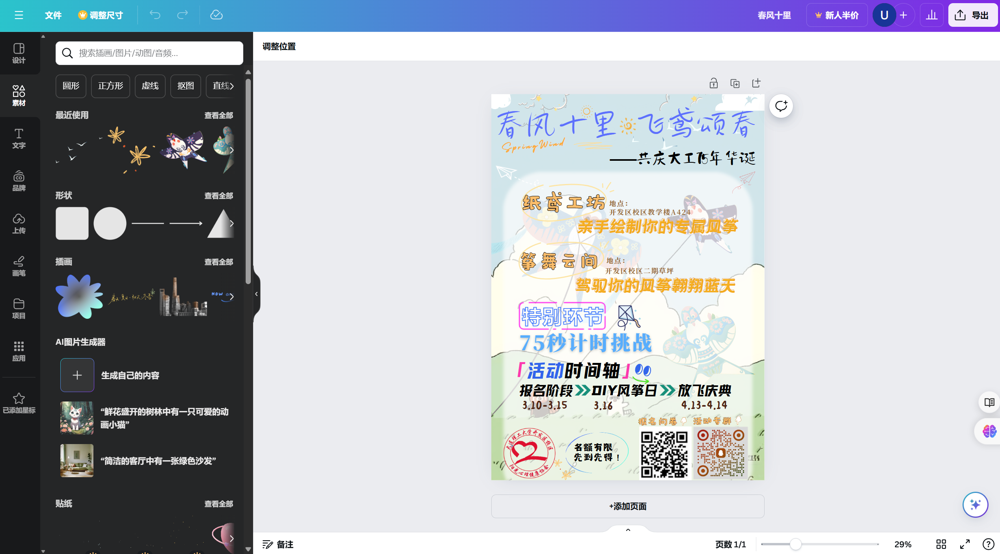 文件
调整尺寸
春风十里
新人半价
U
导出
设计
素材
文字
品牌
上传
画笔
项目
应用
已添加星标
搜索插画/图片/动图/音频...
圆形
正方形
虚线
抠图
直线
最近使用
查看全部
形状
查看全部
插画
查看全部
春天·夏日·秋天·冬季
NOW
AI图片生成器
生成自己的内容
“鲜花盛开的树林中有一只可爱的动
画小猫”
“简洁的客厅中有一张绿色沙发”
贴纸
查看全部
调整位置
春风十里 飞鸢颂春
Spring Wind
——共庆大工75年华诞
纸鸢工坊
地点：
开发区校区教学楼A424
亲手绘制你的专属风筝
筝舞云间
地点：
开发区校区二期草坪
驾驭你的风筝翱翔蓝天
特别环节
75秒计时挑战
「活动时间轴」
报名阶段 DIY风筝日 放飞庆典
3.10-3.15 3.16 4.13-4.14
报名问卷 活动专群
大连理工大学开发区校区
阳光心理健康协会
名额有限
先到先得！
+添加页面
备注
页数 1/1
29%